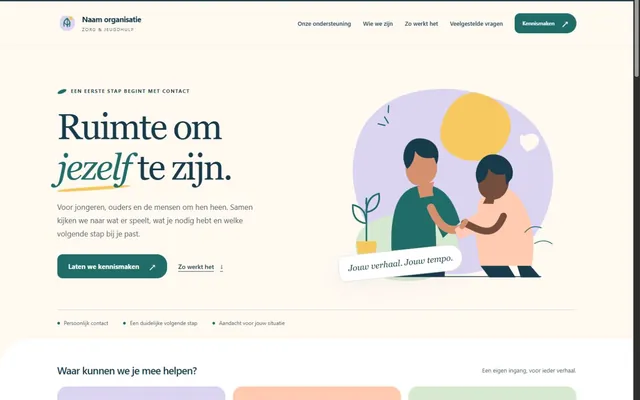 Naam organisatie
ZORG & JEUGDHULP
Onze ondersteuning
Wie we zijn
Zo werkt het
Veelgestelde vragen
Kennismaken ↗
EEN EERSTE STAP BEGINT MET CONTACT
Ruimte om
jezelf te zijn.
Voor jongeren, ouders en de mensen om hen heen. Samen
kijken we naar wat er speelt, wat je nodig hebt en welke
volgende stap bij je past.
Laten we kennismaken ↗
Zo werkt het ↓
Jouw verhaal. Jouw tempo.
Persoonlijk contact
Een duidelijke volgende stap
Aandacht voor jouw situatie
Waar kunnen we je mee helpen?
Een eigen ingang, voor ieder verhaal.